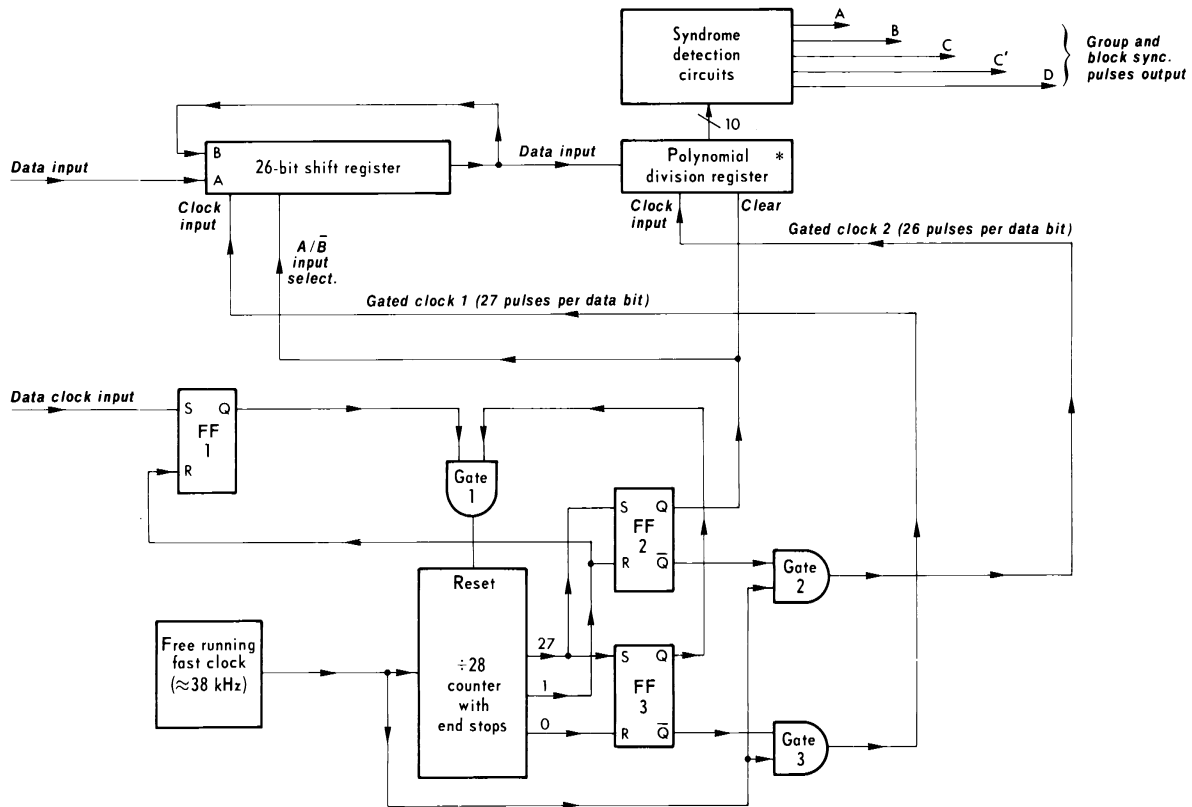 A
B
C
C'
D
Group and
block sync.
pulses output
Syndrome
detection
circuits
10
B
A
26-bit shift register
Data input
Data input
Polynomial *
division register
Clock
input
A/B̅
input
select.
Clock
input
Clear
Gated clock 2 (26 pulses per data bit)
Gated clock 1 (27 pulses per data bit)
Data clock input
S Q
FF
1
R
Gate
1
S Q
FF
2
R Q̅
Gate
2
Reset
Free running
fast clock
(≈38 kHz)
÷28
counter
with
end stops
27
1
0
S Q
FF
3
R Q̅
Gate
3